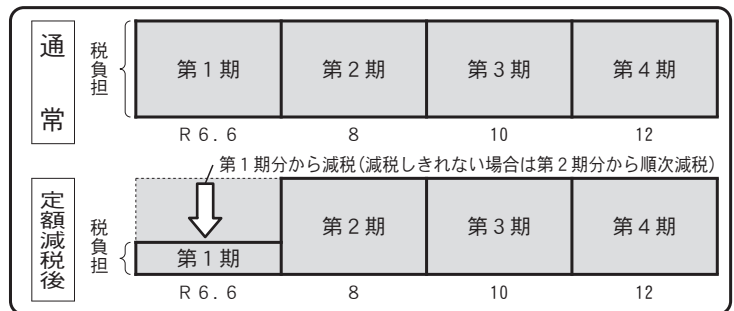 通常
税負担
第1期 第2期 第3期 第4期
R6.6 8 10 12
第1期分から減税(減税しきれない場合は第2期分から順次減税)
定額減税後
税負担
第1期 第2期 第3期 第4期
R6.6 8 10 12